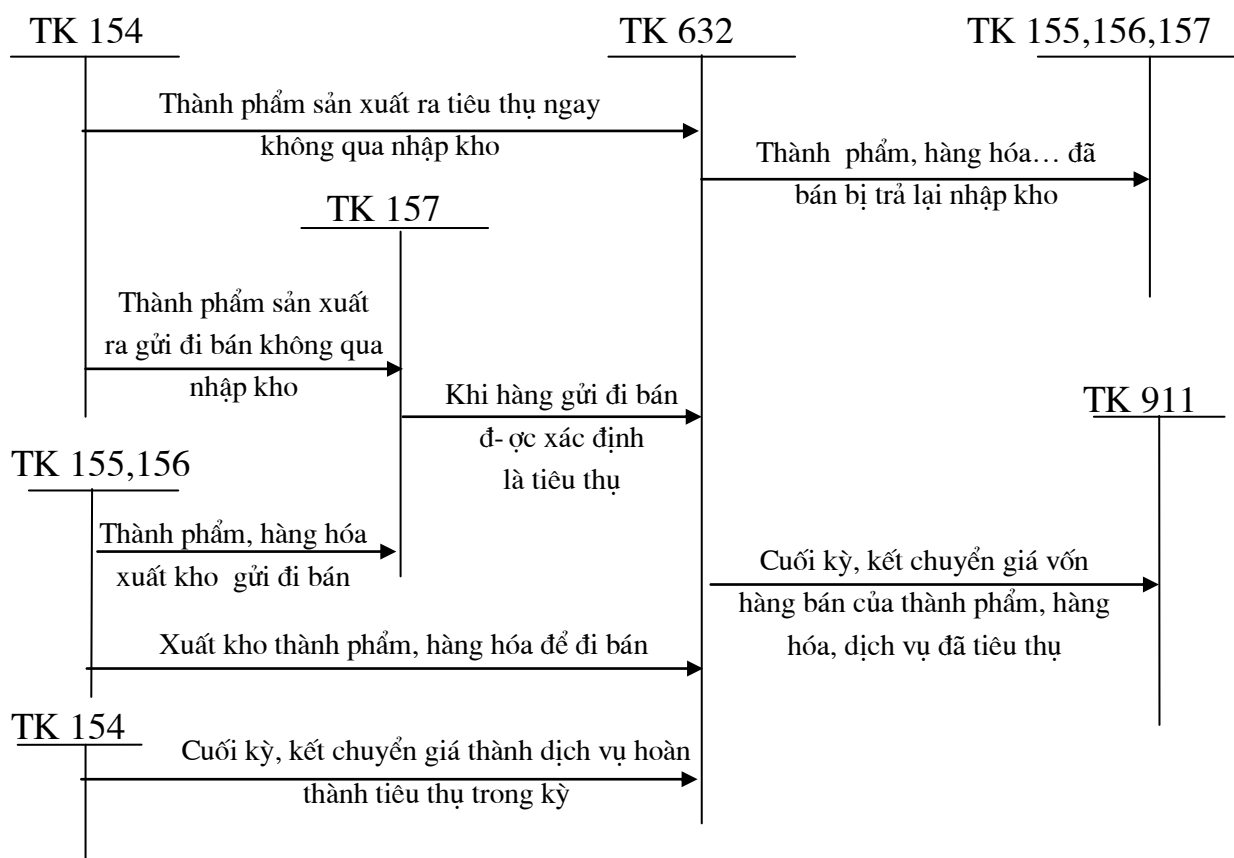 TK 154
TK 632
TK 155,156,157
Thành phẩm sản xuất ra tiêu thụ ngay
không qua nhập kho
Thành phẩm, hàng hóa… đã
bán bị trả lại nhập kho
TK 157
Thành phẩm sản xuất
ra gửi đi bán không qua
nhập kho
Khi hàng gửi đi bán
đ- ợc xác định
là tiêu thụ
TK 911
TK 155,156
Thành phẩm, hàng hóa
xuất kho gửi đi bán
Cuối kỳ, kết chuyển giá vốn
hàng bán của thành phẩm, hàng
hóa, dịch vụ đã tiêu thụ
Xuất kho thành phẩm, hàng hóa để đi bán
TK 154
Cuối kỳ, kết chuyển giá thành dịch vụ hoàn
thành tiêu thụ trong kỳ